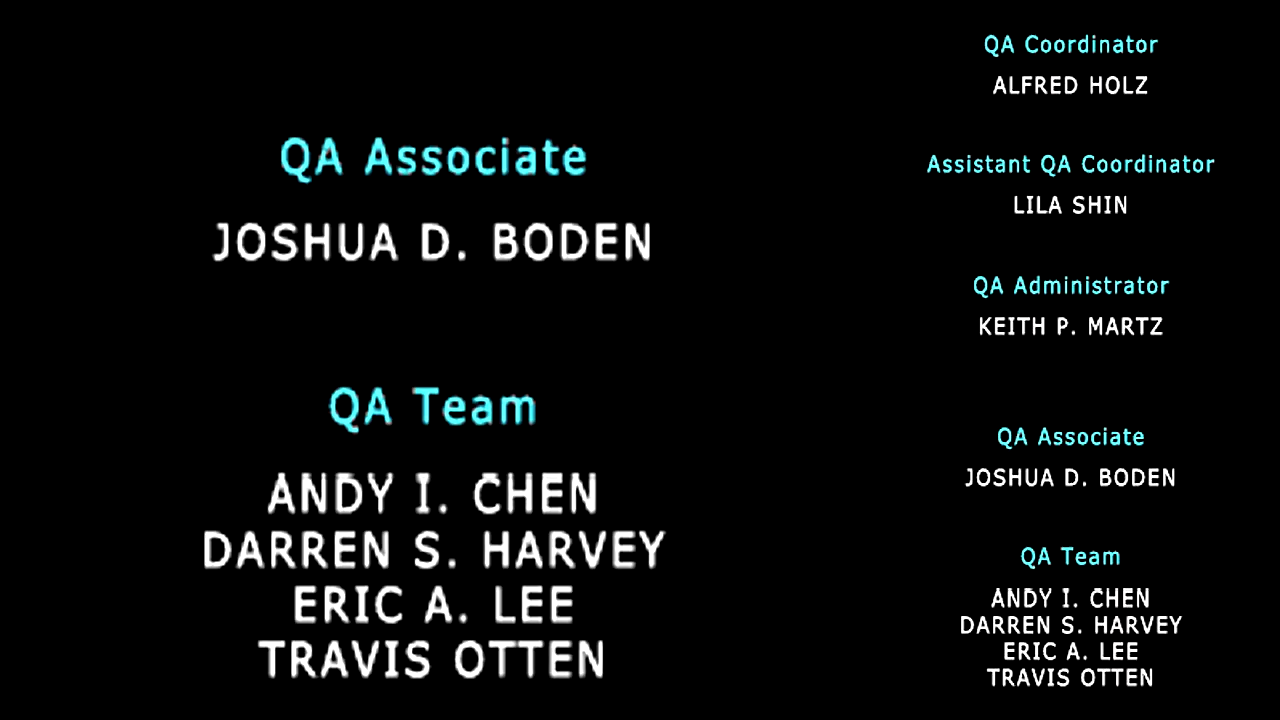 QA Associate
JOSHUA D. BODEN
QA Team
ANDY I. CHEN
DARREN S. HARVEY
ERIC A. LEE
TRAVIS OTTEN
QA Coordinator
ALFRED HOLZ
Assistant QA Coordinator
LILA SHIN
QA Administrator
KEITH P. MARTZ
QA Associate
JOSHUA D. BODEN
QA Team
ANDY I. CHEN
DARREN S. HARVEY
ERIC A. LEE
TRAVIS OTTEN